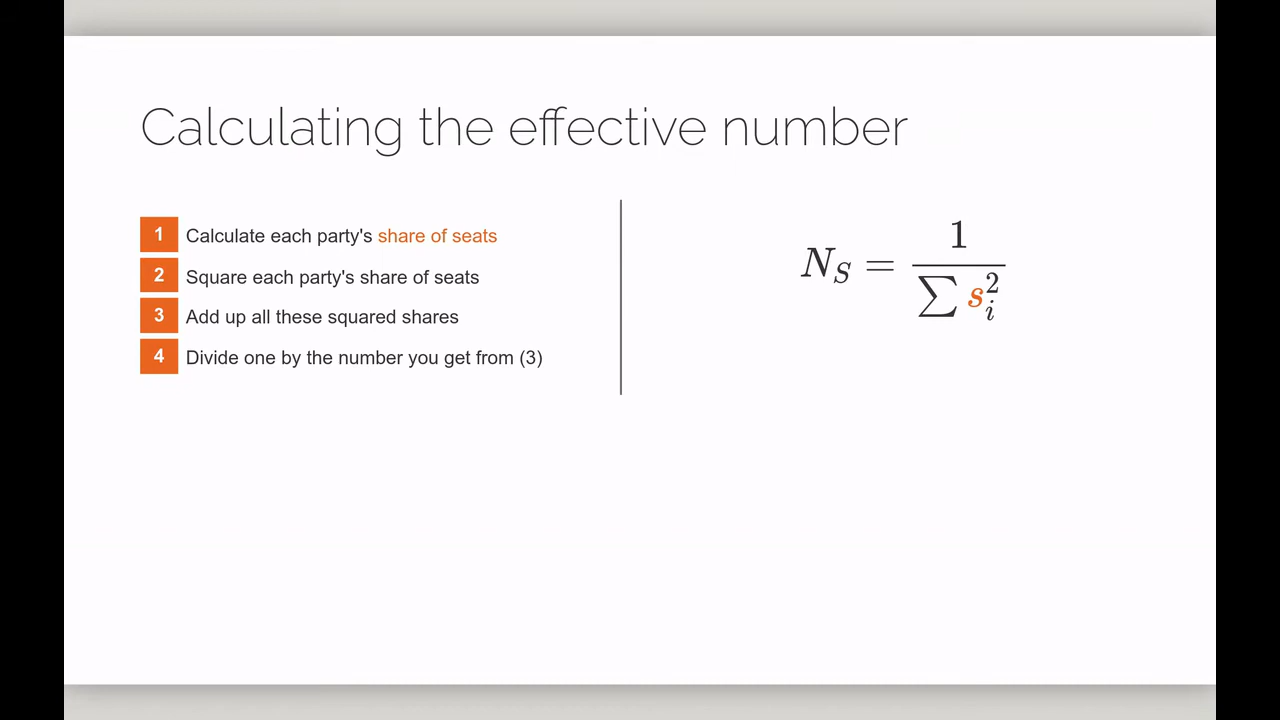 Calculating the effective number
1 Calculate each party's share of seats
2 Square each party's share of seats
3 Add up all these squared shares
4 Divide one by the number you get from (3)
N_S = \frac{1}{\sum s_i^2}